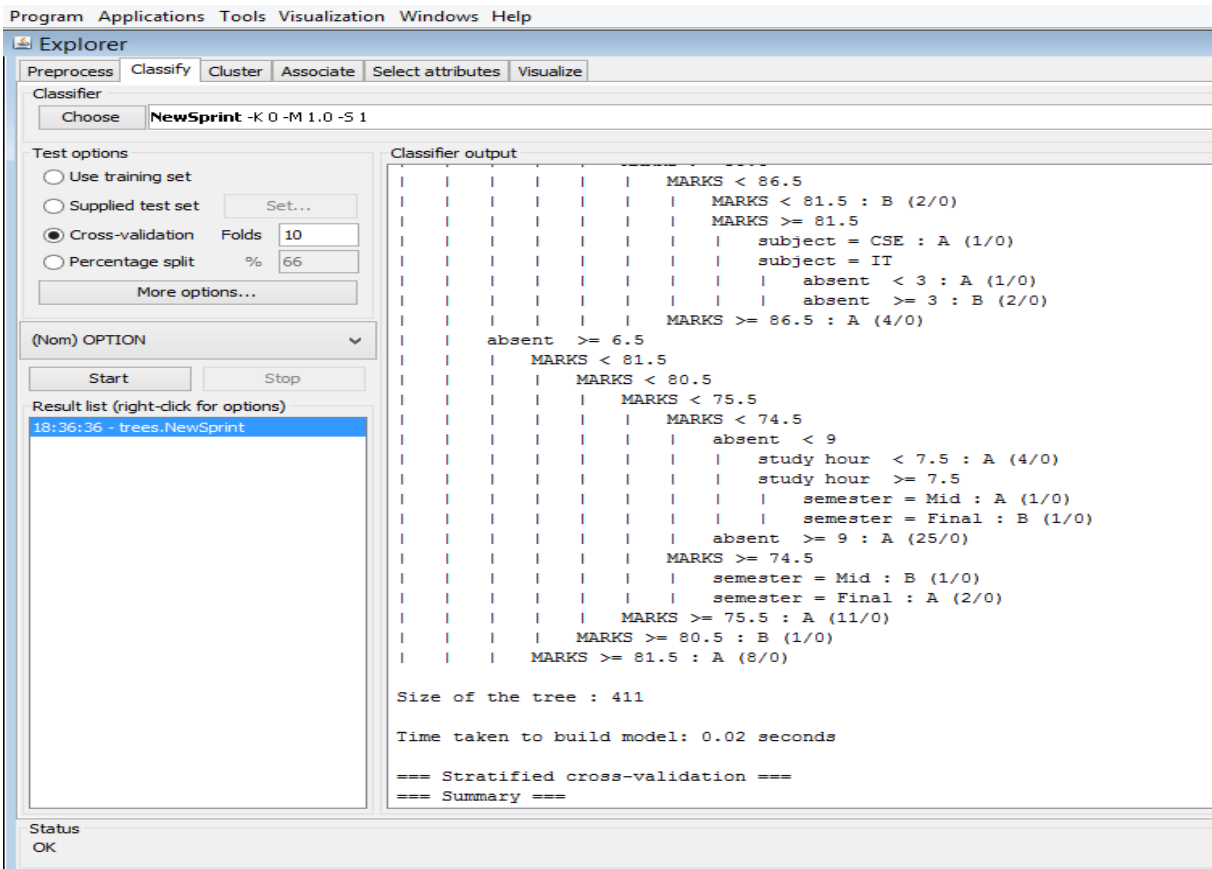 Program Applications Tools Visualization Windows Help
Explorer
Preprocess Classify Cluster Associate Select attributes Visualize
Classifier
Choose NewSprint -K 0 -M 1.0 -S 1
Test options
Use training set
Supplied test set Set...
Cross-validation Folds 10
Percentage split % 66
More options...
(Nom) OPTION
Start Stop
Result list (right-click for options)
18:36:36 - trees.NewSprint
Classifier output
| | | | | | MARKS < 86.5
| | | | | | | MARKS < 81.5 : B (2/0)
| | | | | | | MARKS >= 81.5
| | | | | | | | subject = CSE : A (1/0)
| | | | | | | | subject = IT
| | | | | | | | | absent < 3 : A (1/0)
| | | | | | | | | absent >= 3 : B (2/0)
| | | | | | MARKS >= 86.5 : A (4/0)
| | absent >= 6.5
| | | MARKS < 81.5
| | | | MARKS < 80.5
| | | | | MARKS < 75.5
| | | | | | MARKS < 74.5
| | | | | | | absent < 9
| | | | | | | | study hour < 7.5 : A (4/0)
| | | | | | | | study hour >= 7.5
| | | | | | | | | semester = Mid : A (1/0)
| | | | | | | | | semester = Final : B (1/0)
| | | | | | | absent >= 9 : A (25/0)
| | | | | | MARKS >= 74.5
| | | | | | | semester = Mid : B (1/0)
| | | | | | | semester = Final : A (2/0)
| | | | | MARKS >= 75.5 : A (11/0)
| | | | MARKS >= 80.5 : B (1/0)
| | | MARKS >= 81.5 : A (8/0)
Size of the tree : 411
Time taken to build model: 0.02 seconds
=== Stratified cross-validation ===
=== Summary ===
Status
OK